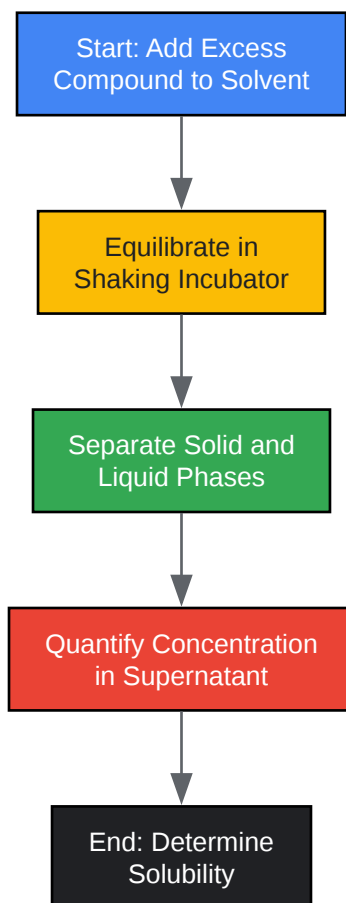 Start: Add Excess
Compound to Solvent
Equilibrate in
Shaking Incubator
Separate Solid and
Liquid Phases
Quantify Concentration
in Supernatant
End: Determine
Solubility